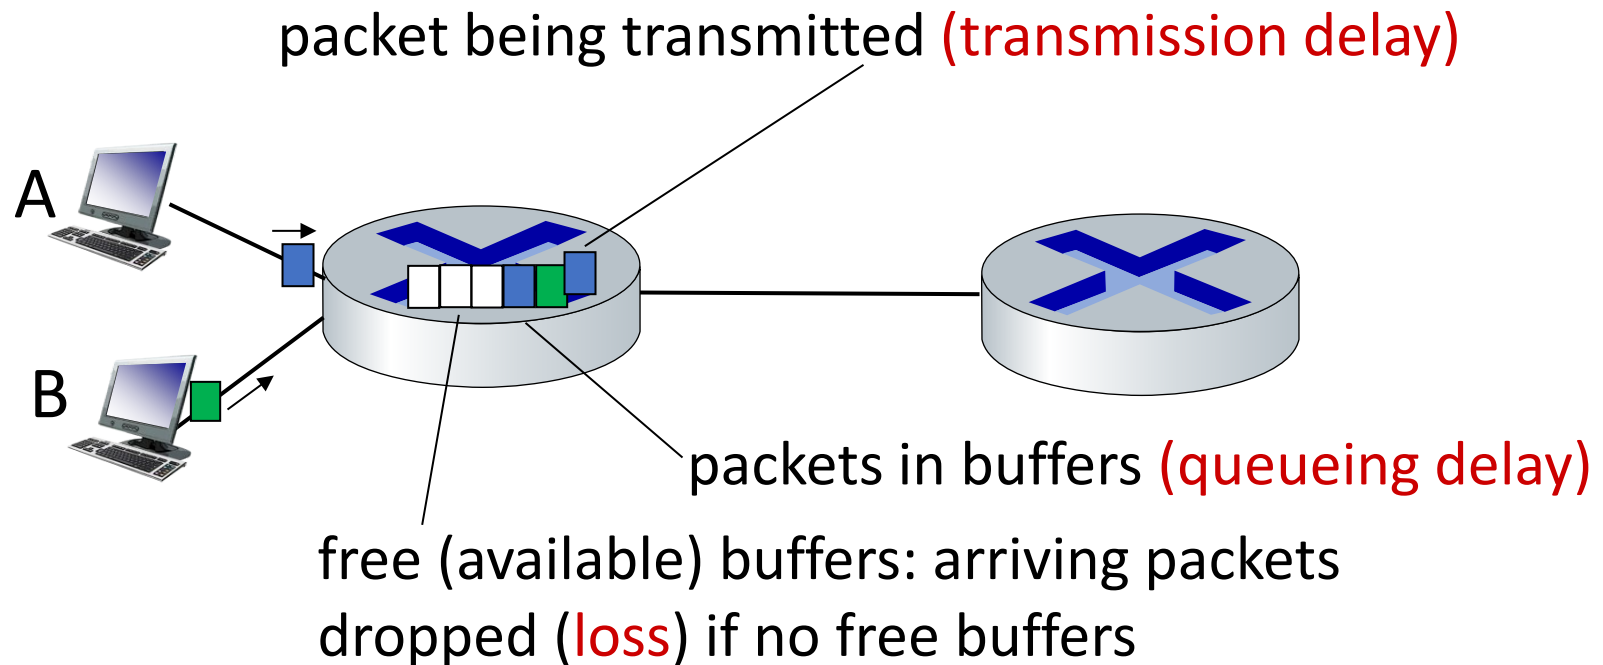 packet being transmitted (transmission delay)
A
B
packets in buffers (queueing delay)
free (available) buffers: arriving packets
dropped (loss) if no free buffers